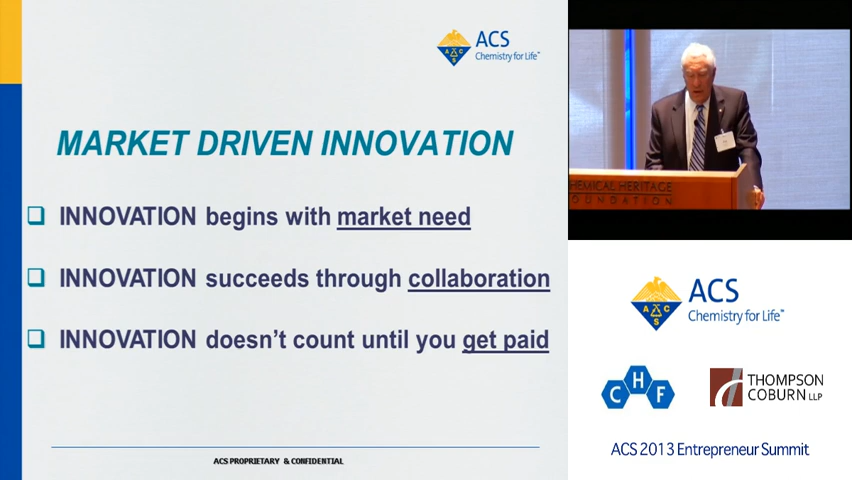 ACS
Chemistry for Life™
A C S
MARKET DRIVEN INNOVATION
INNOVATION begins with market need
INNOVATION succeeds through collaboration
INNOVATION doesn't count until you get paid
ACS PROPRIETARY & CONFIDENTIAL
CHEMICAL HERITAGE
FOUNDATION
ACS
Chemistry for Life™
A C S
C H F
THOMPSON
COBURN LLP
ACS 2013 Entrepreneur Summit